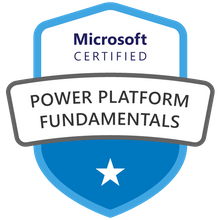 Microsoft
CERTIFIED
POWER PLATFORM
FUNDAMENTALS